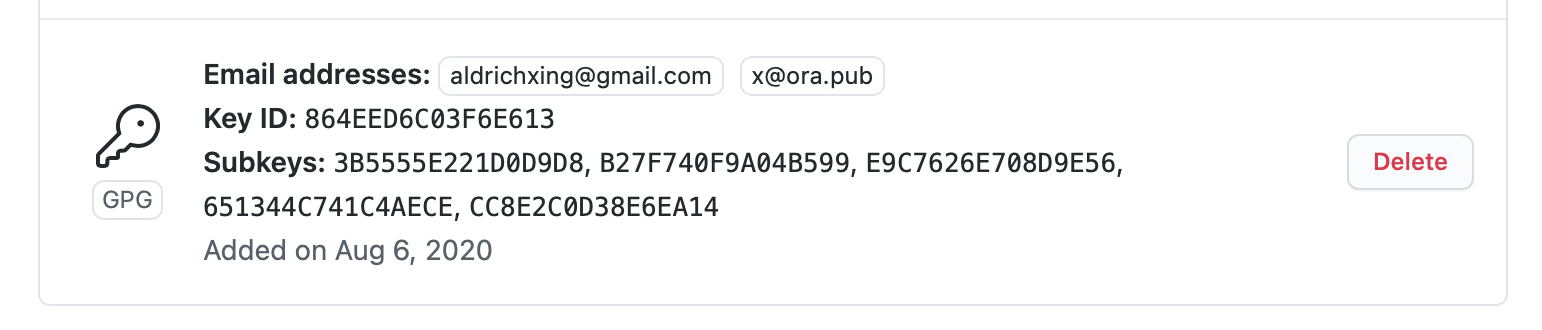 Email addresses: aldrichxing@gmail.com x@ora.pub
Key ID: 864EED6C03F6E613
Subkeys: 3B5555E221D0D9D8, B27F740F9A04B599, E9C7626E708D9E56,
651344C741C4AECE, CC8E2C0D38E6EA14
Added on Aug 6, 2020
GPG
Delete